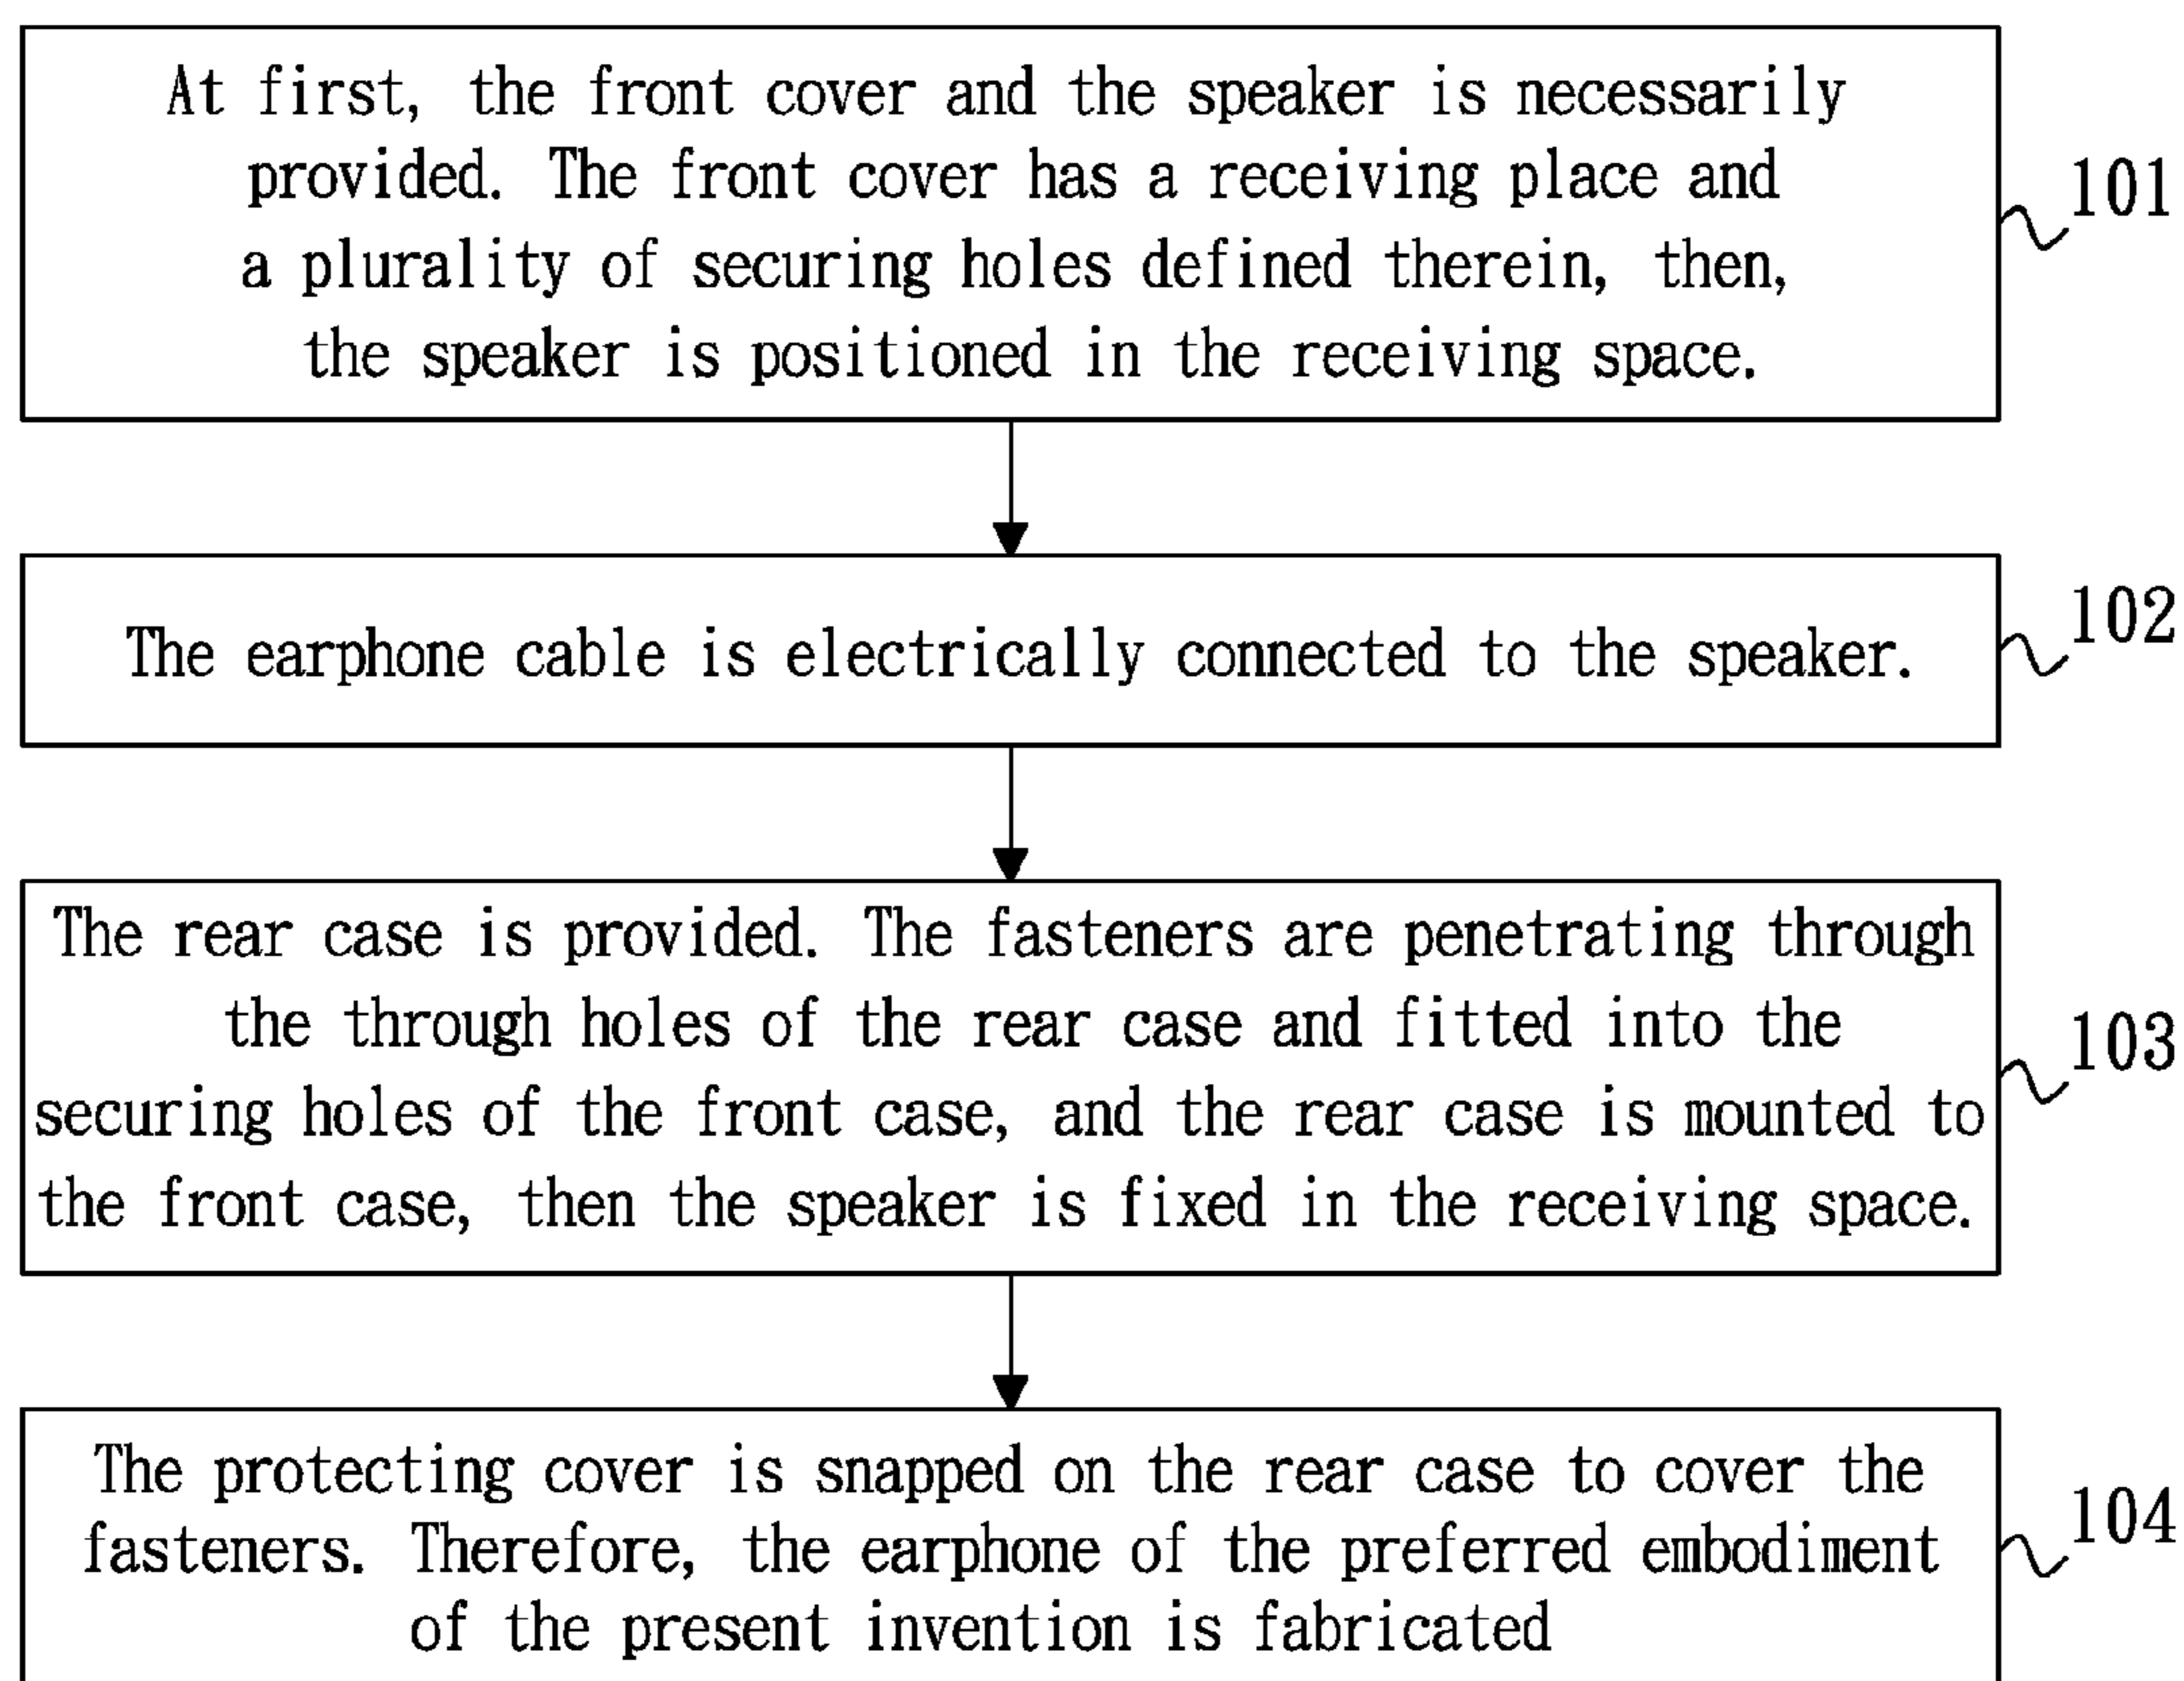 At first, the front cover and the speaker is necessarily
provided. The front cover has a receiving place and
a plurality of securing holes defined therein, then,
the speaker is positioned in the receiving space.
101
The earphone cable is electrically connected to the speaker.
102
The rear case is provided. The fasteners are penetrating through
the through holes of the rear case and fitted into the
securing holes of the front case, and the rear case is mounted to
the front case, then the speaker is fixed in the receiving space.
103
The protecting cover is snapped on the rear case to cover the
fasteners. Therefore, the earphone of the preferred embodiment
of the present invention is fabricated
104